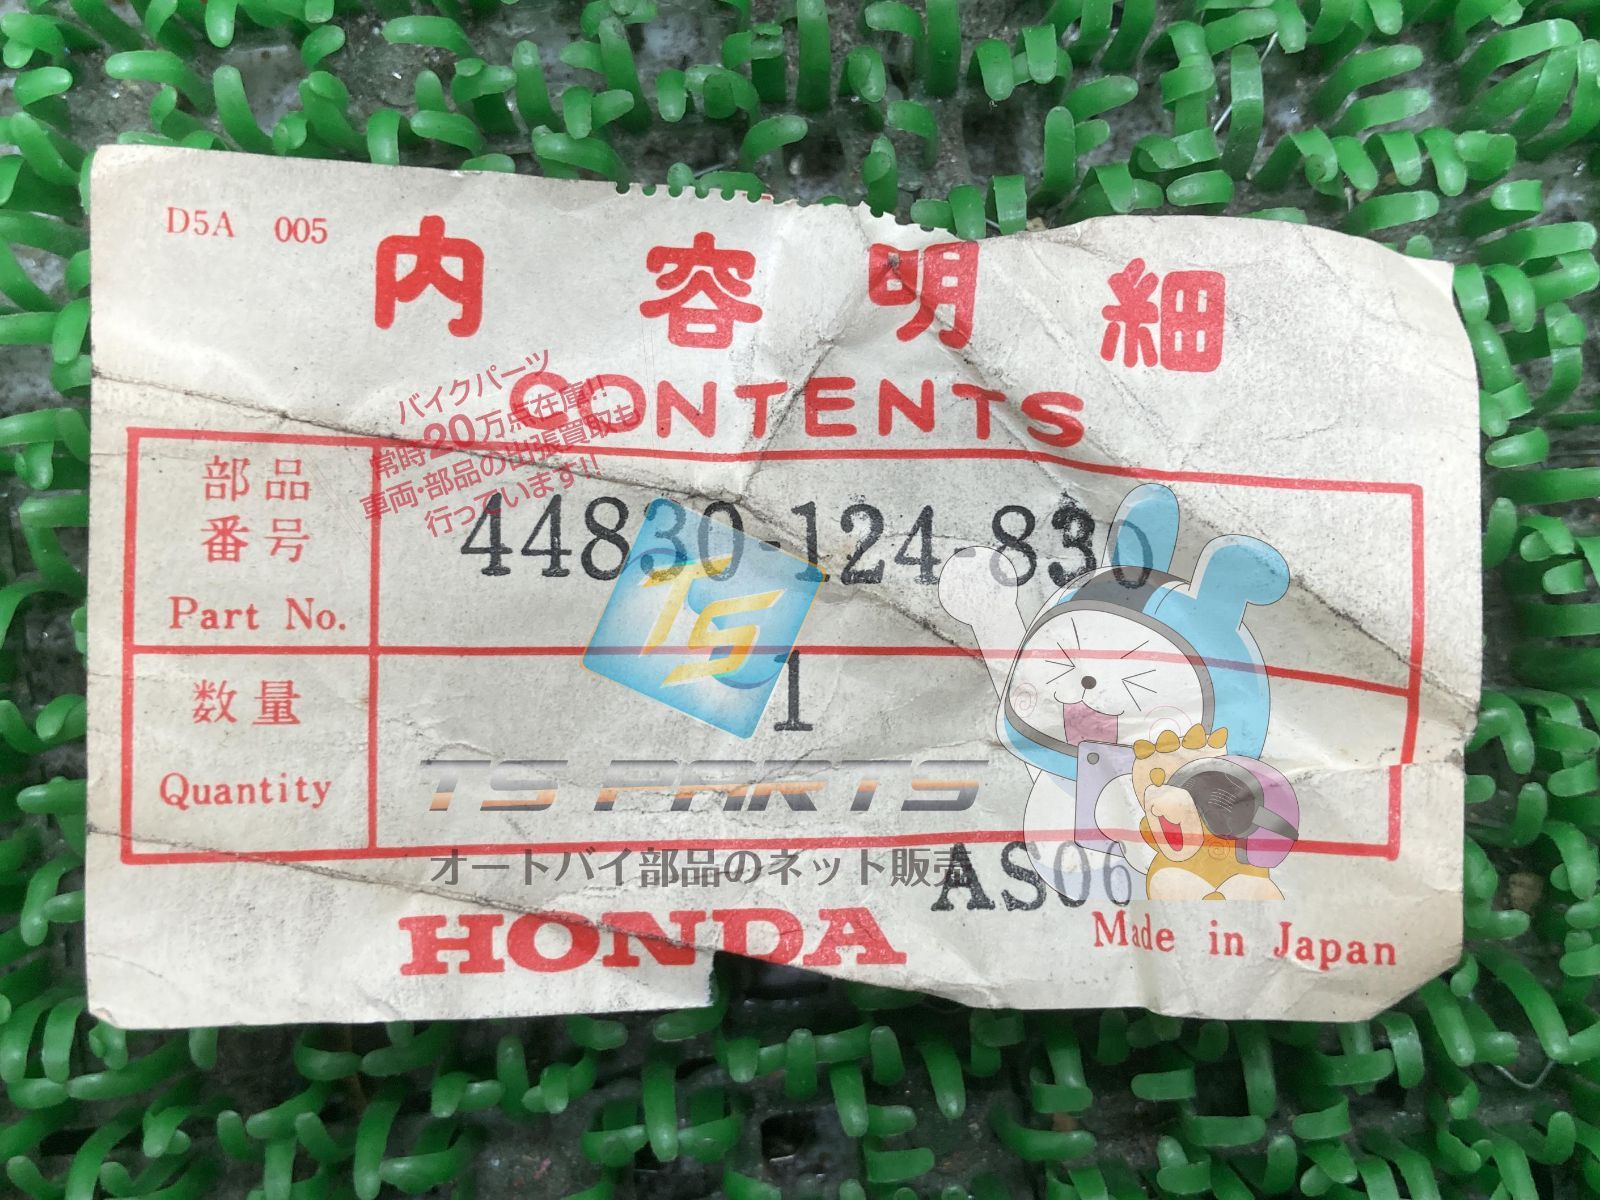 D5A 005
内容明細
CONTENTS
バイクパーツ
常時20万点在庫!!
車両・部品の出張買取も
行っています!!
部品
番号
Part No.
44830-124-830
TS
数量
Quantity
1
TS PARTS
オートバイ部品のネット販売
AS06
HONDA
Made in Japan